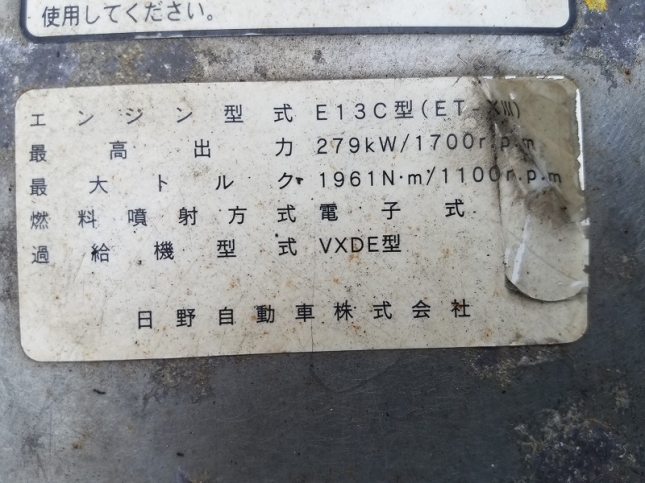 使用してください。
エンジン型式 E13C型(ET-XIII)
最高出力 279kW/1700r.p.m
最大トルク 1961N·m/1100r.p.m
燃料噴射方式 電子式
過給機型式 VXDE型
日野自動車株式会社